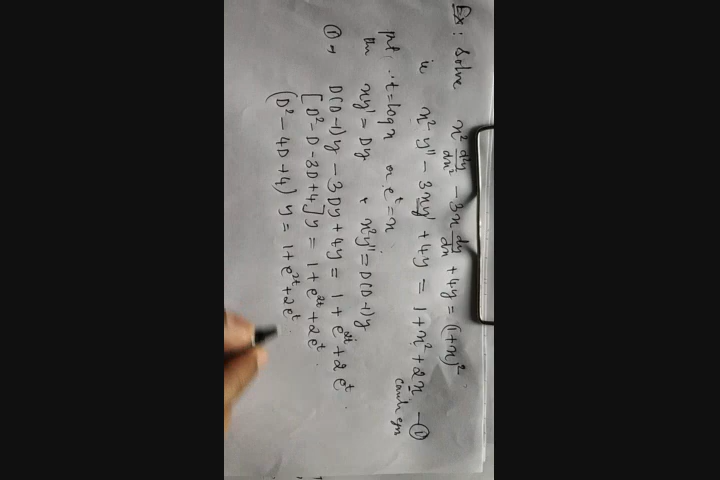 Ex: Solve x² d²y/dx² - 3x dy/dx + 4y = (1+x)²
ie x² y'' - 3xy' + 4y = 1 + x² + 2x - ①
cauch eqn
put t = log x or e^t = x.
then xy' = Dy & x²y'' = D(D-1)y
① ⇒ D(D-1)y - 3Dy + 4y = 1 + e^2t + 2e^t.
[D² - D - 3D + 4]y = 1 + e^2t + 2e^t.
(D² - 4D + 4) y = 1 + e^2t + 2e^t.